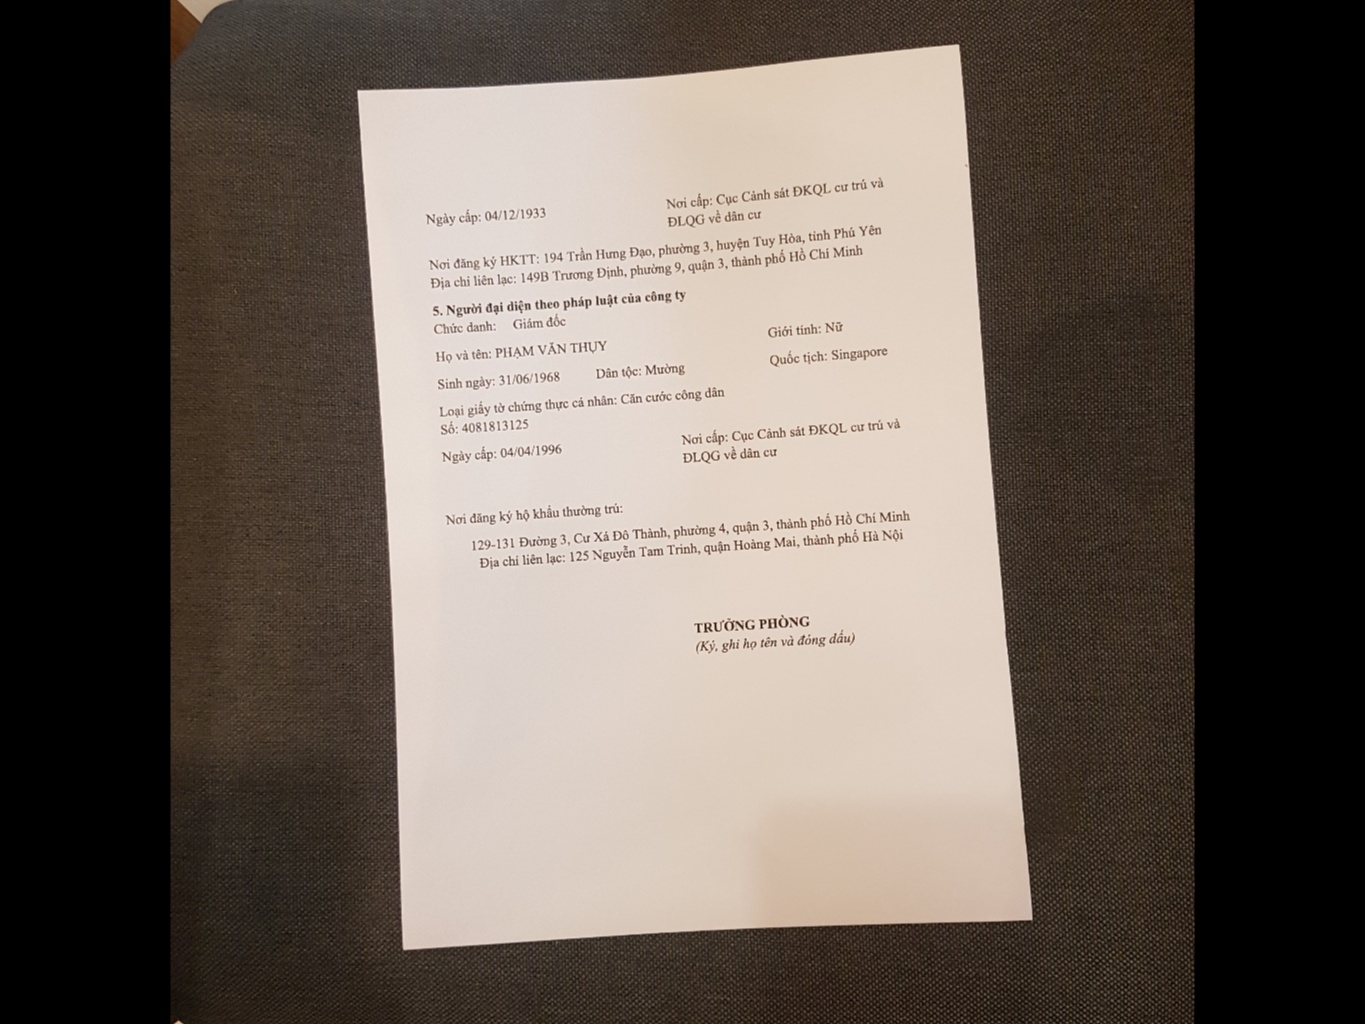 Ngày cấp: 04/12/1933
Nơi cấp: Cục Cảnh sát ĐKQL cư trú và
ĐLQG về dân cư
Nơi đăng ký HKTT: 194 Trần Hưng Đạo, phường 3, huyện Tuy Hòa, tỉnh Phú Yên
Địa chỉ liên lạc: 149B Trương Định, phường 9, quận 3, thành phố Hồ Chí Minh
5. Người đại diện theo pháp luật của công ty
Chức danh: Giám đốc
Họ và tên: PHẠM VĂN THỤY
Giới tính: Nữ
Sinh ngày: 31/06/1968 Dân tộc: Mường Quốc tịch: Singapore
Loại giấy tờ chứng thực cá nhân: Căn cước công dân
Số: 4081813125
Ngày cấp: 04/04/1996
Nơi cấp: Cục Cảnh sát ĐKQL cư trú và
ĐLQG về dân cư
Nơi đăng ký hộ khẩu thường trú:
129-131 Đường 3, Cư Xá Đô Thành, phường 4, quận 3, thành phố Hồ Chí Minh
Địa chỉ liên lạc: 125 Nguyễn Tam Trinh, quận Hoàng Mai, thành phố Hà Nội
TRƯỞNG PHÒNG
(Ký, ghi họ tên và đóng dấu)